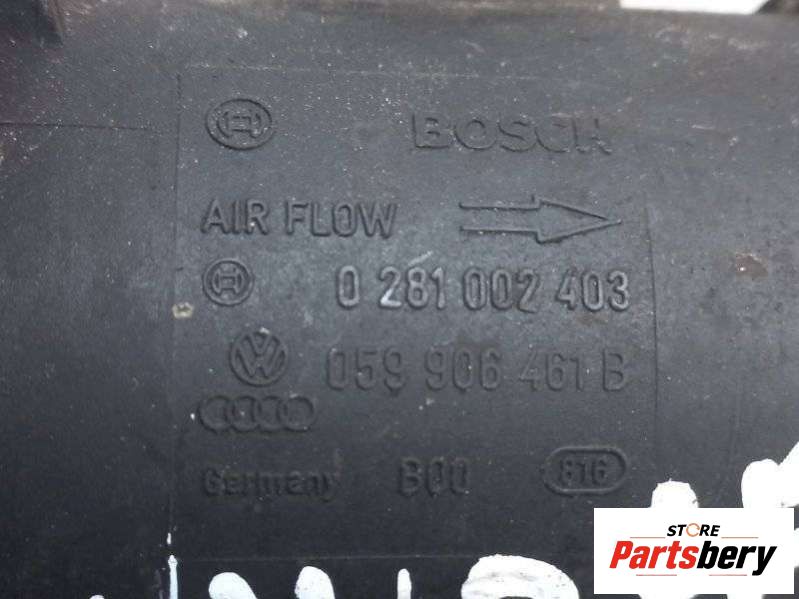 BOSCH
AIR FLOW
0 281 002 403
059 906 461 B
Germany B00 816
STORE
Partsbery